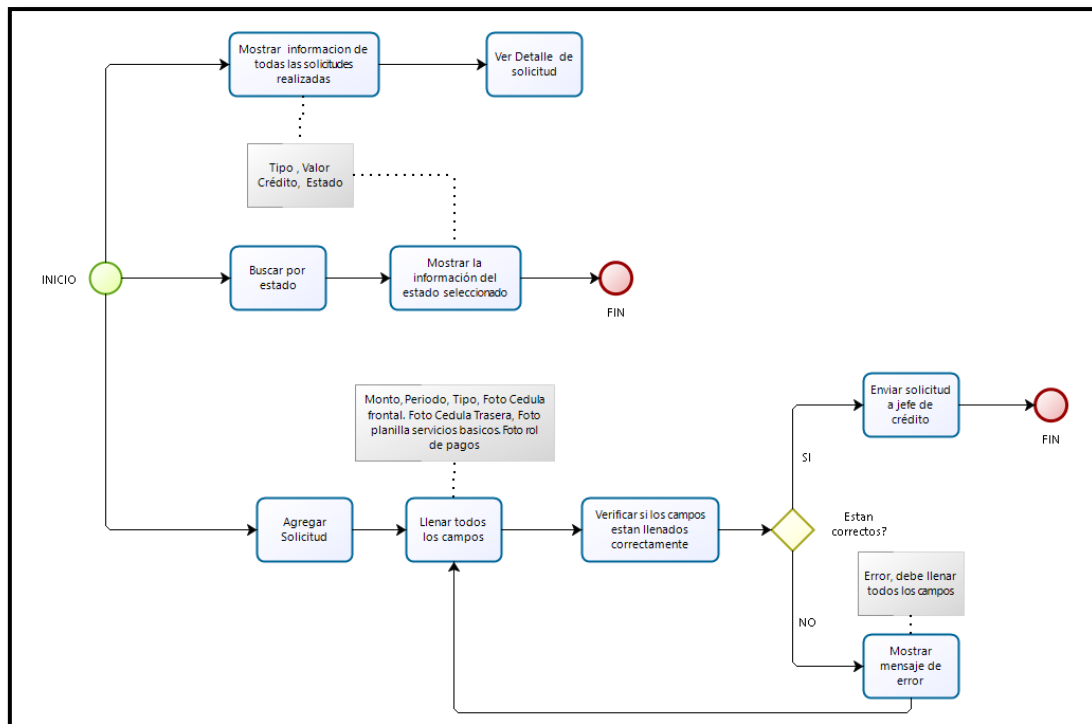 Mostrar informacion de
todas las solicitudes
realizadas
Ver Detalle de
solicitud
Tipo , Valor
Crédito, Estado
INICIO
Buscar por
estado
Mostrar la
información del
estado seleccionado
FIN
Monto, Periodo, Tipo, Foto Cedula
frontal. Foto Cedula Trasera, Foto
planilla servicios basicos. Foto rol
de pagos
Enviar solicitud
a jefe de
crédito
FIN
SI
Agregar
Solicitud
Llenar todos
los campos
Verificar si los campos
estan llenados
correctamente
Estan
correctos?
Error, debe llenar
todos los campos
NO
Mostrar
mensaje de
error